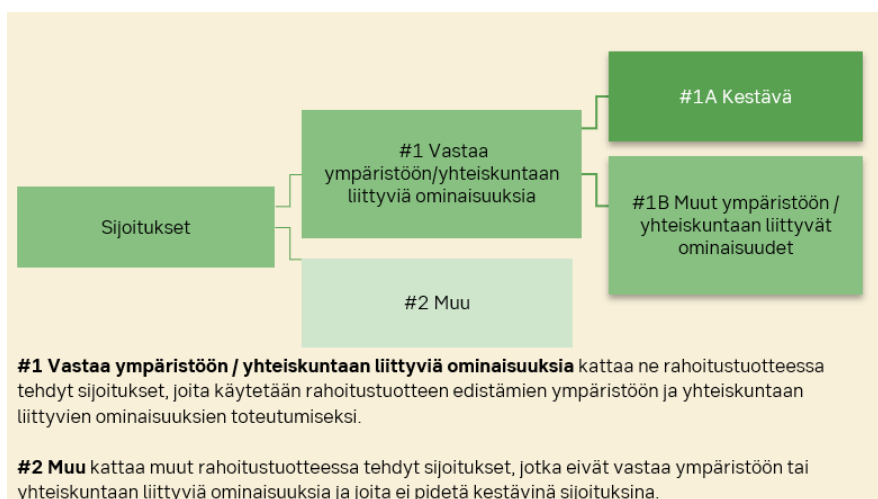 #1A Kestävä
#1 Vastaa
ympäristöön/yhteiskuntaan
liittyviä ominaisuuksia
#1B Muut ympäristöön /
yhteiskuntaan liittyvät
ominaisuudet
Sijoitukset
#2 Muu
#1 Vastaa ympäristöön / yhteiskuntaan liittyviä ominaisuuksia kattaa ne rahoitustuotteessa
tehdyt sijoitukset, joita käytetään rahoitustuotteen edistämien ympäristöön ja yhteiskuntaan
liittyvien ominaisuuksien toteutumiseksi.
#2 Muu kattaa muut rahoitustuotteessa tehdyt sijoitukset, jotka eivät vastaa ympäristöön tai
yhteiskuntaan liittyviä ominaisuuksia ja joita ei pidetä kestävinä sijoituksina.